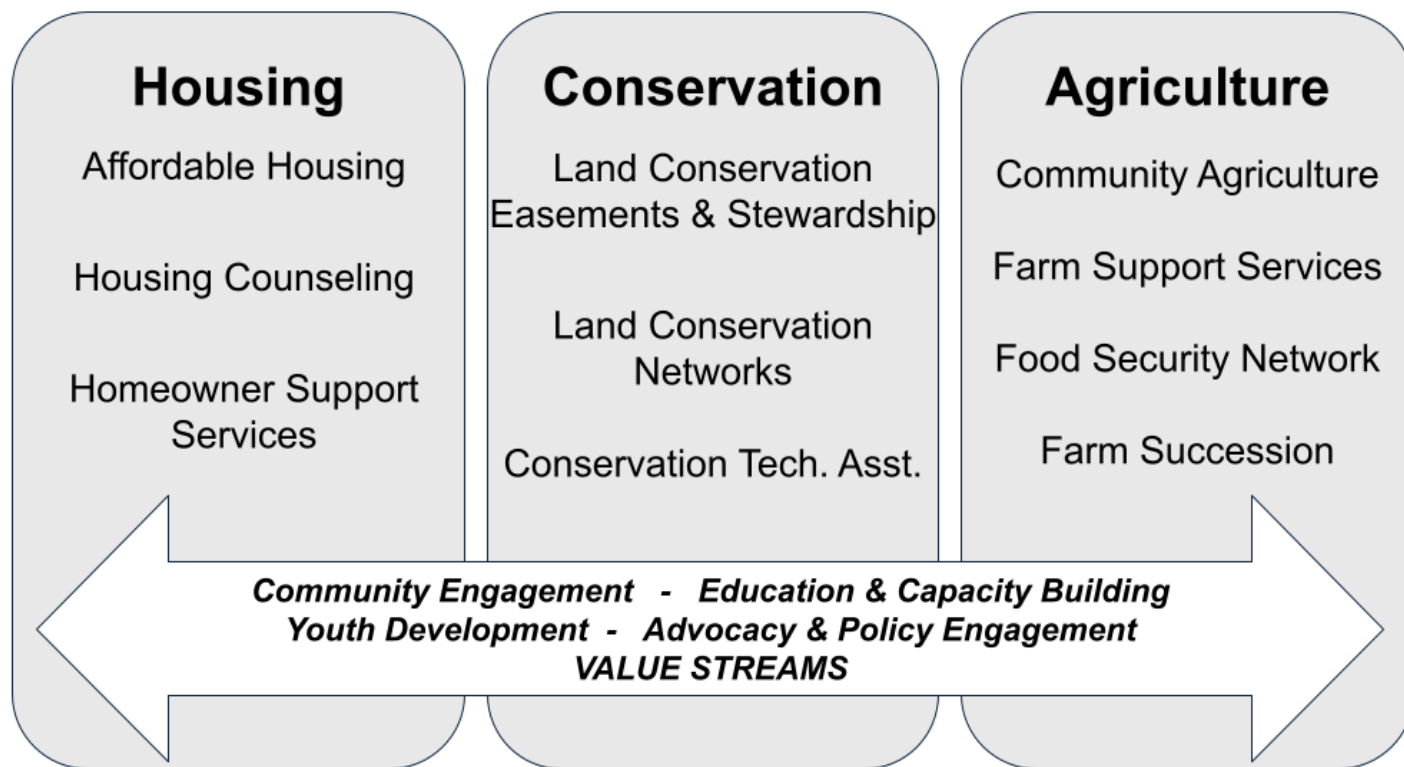 Housing
Affordable Housing
Housing Counseling
Homeowner Support
Services
Conservation
Land Conservation
Easements & Stewardship
Land Conservation
Networks
Conservation Tech. Asst.
Agriculture
Community Agriculture
Farm Support Services
Food Security Network
Farm Succession
Community Engagement - Education & Capacity Building
Youth Development - Advocacy & Policy Engagement
VALUE STREAMS